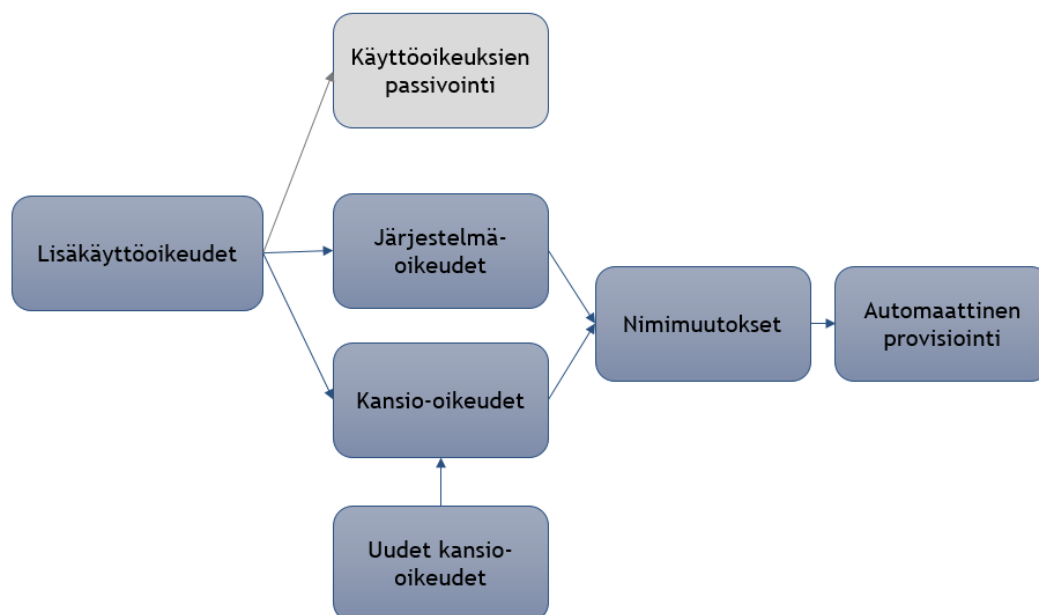 Käyttöoikeuksien
passivointi
Lisäkäyttöoikeudet
Järjestelmä-
oikeudet
Nimimuutokset
Automaattinen
provisiointi
Kansio-oikeudet
Uudet kansio-
oikeudet